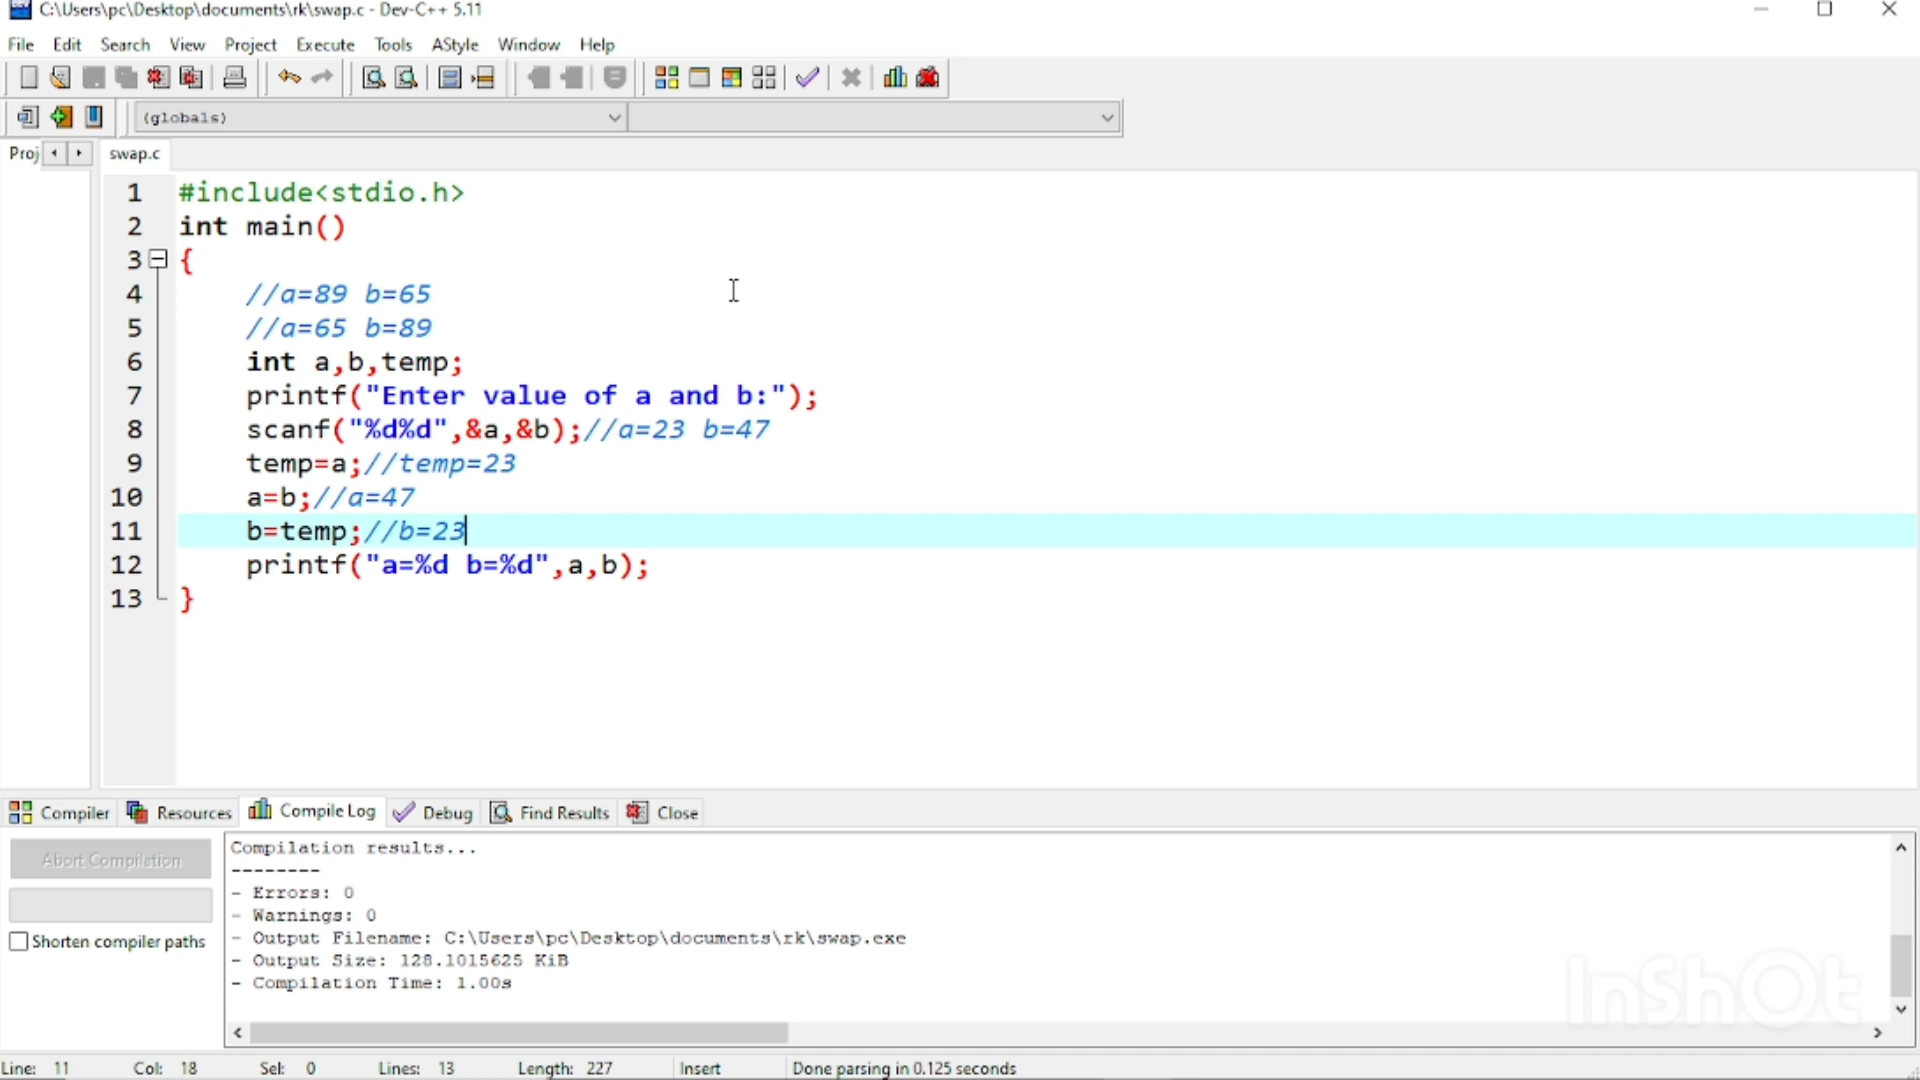 C:\Users\pc\Desktop\documents\rk\swap.c - Dev-C++ 5.11
File Edit Search View Project Execute Tools AStyle Window Help
(globals)
Proj swap.c
1 #include<stdio.h>
2 int main()
3 {
4 //a=89 b=65
5 //a=65 b=89
6 int a,b,temp;
7 printf("Enter value of a and b:");
8 scanf("%d%d",&a,&b);//a=23 b=47
9 temp=a;//temp=23
10 a=b;//a=47
11 b=temp;//b=23
12 printf("a=%d b=%d",a,b);
13 }
Compiler Resources Compile Log Debug Find Results Close
Abort Compilation
Shorten compiler paths
Compilation results...
--------
- Errors: 0
- Warnings: 0
- Output Filename: C:\Users\pc\Desktop\documents\rk\swap.exe
- Output Size: 128.1015625 KiB
- Compilation Time: 1.00s
InShOt
Line: 11 Col: 18 Sel: 0 Lines: 13 Length: 227 Insert Done parsing in 0.125 seconds